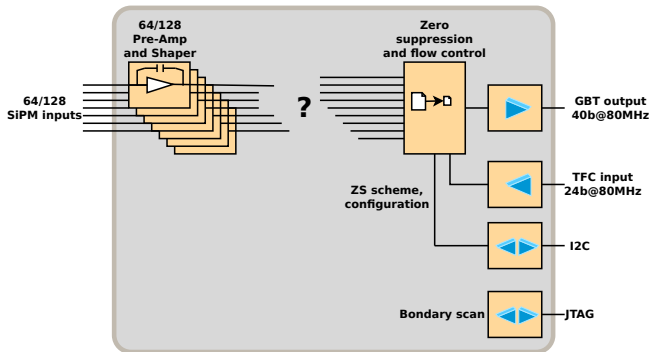 64/128
Pre-Amp
and Shaper
Zero
suppression
and flow control
64/128
SiPM inputs
?
GBT output
40b@80MHz
TFC input
24b@80MHz
ZS scheme,
configuration
I2C
Bondary scan
JTAG